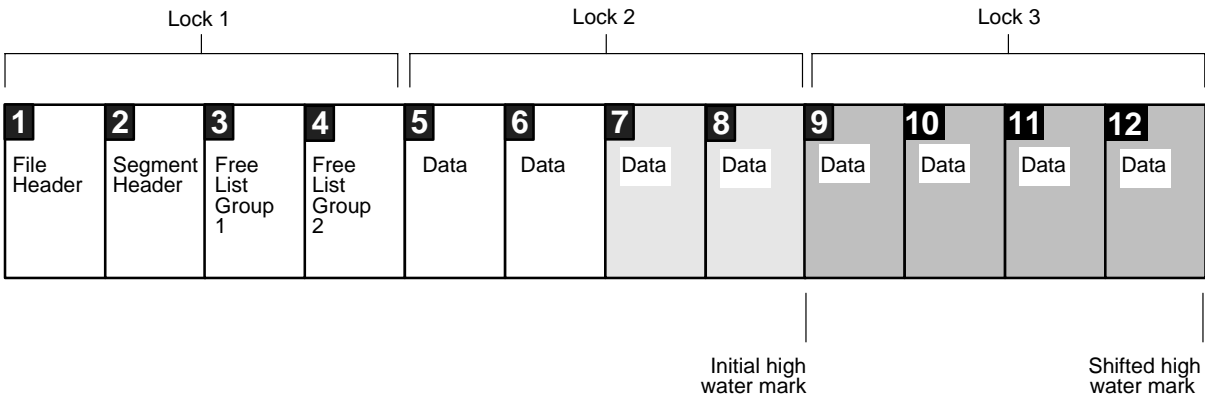 Lock 1
Lock 2
Lock 3
1
2
3
4
5
6
7
8
9
10
11
12
File
Header
Segment
Header
Free
List
Group
1
Free
List
Group
2
Data
Data
Data
Data
Data
Data
Data
Data
Initial high
water mark
Shifted high
water mark